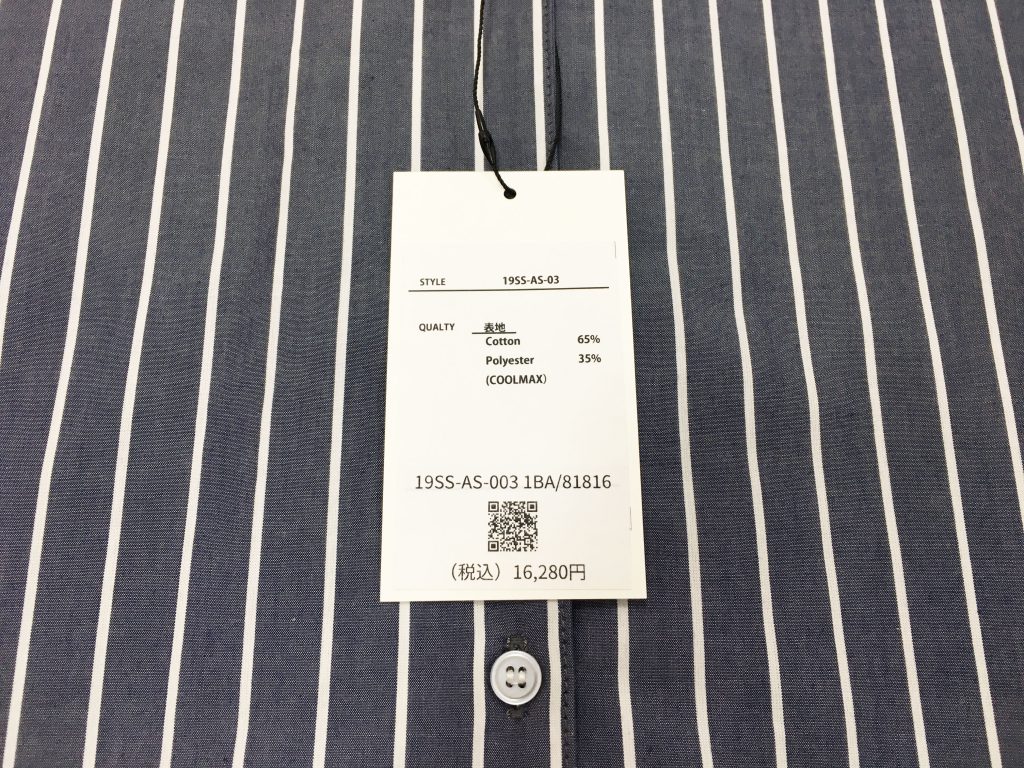 STYLE 19SS-AS-03
QUALTY 表地
Cotton 65%
Polyester 35%
(COOLMAX)
19SS-AS-003 1BA/81816
（税込）16,280円